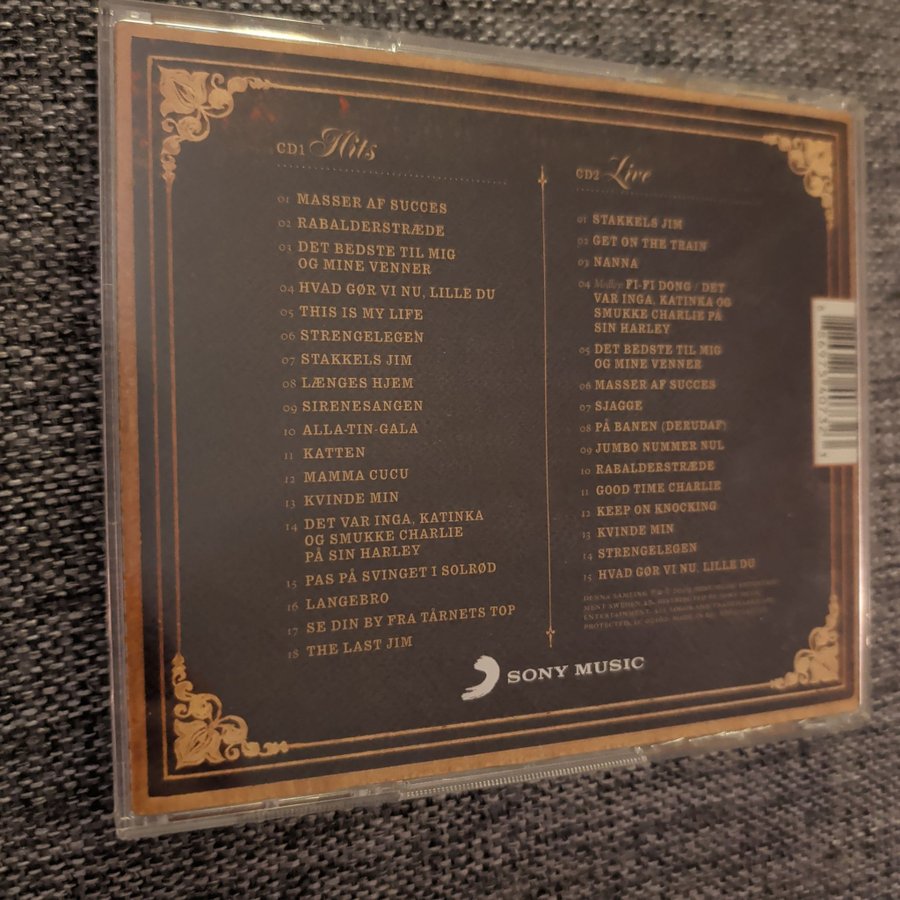 CD1 Hits
01 MASSER AF SUCCES
02 RABALDERSTRÆDE
03 DET BEDSTE TIL MIG
OG MINE VENNER
04 HVAD GØR VI NU, LILLE DU
05 THIS IS MY LIFE
06 STRENGELEGEN
07 STAKKELS JIM
08 LÆNGES HJEM
09 SIRENESANGEN
10 ALLA-TIN-GALA
11 KATTEN
12 MAMMA CUCU
13 KVINDE MIN
14 DET VAR INGA, KATINKA
OG SMUKKE CHARLIE
PÅ SIN HARLEY
15 PAS PÅ SVINGET I SOLRØD
16 LANGEBRO
17 SE DIN BY FRA TÅRNETS TOP
18 THE LAST JIM
CD2 Live
01 STAKKELS JIM
02 GET ON THE TRAIN
03 NANNA
04 Medley: FI-FI DONG / DET
VAR INGA, KATINKA OG
SMUKKE CHARLIE PÅ
SIN HARLEY
05 DET BEDSTE TIL MIG
OG MINE VENNER
06 MASSER AF SUCCES
07 SJAGGE
08 PÅ BANEN (DERUDAF)
09 JUMBO NUMMER NUL
10 RABALDERSTRÆDE
11 GOOD TIME CHARLIE
12 KEEP ON KNOCKING
13 KVINDE MIN
14 STRENGELEGEN
15 HVAD GØR VI NU, LILLE DU
DENNA SAMLING
SONY MUSIC